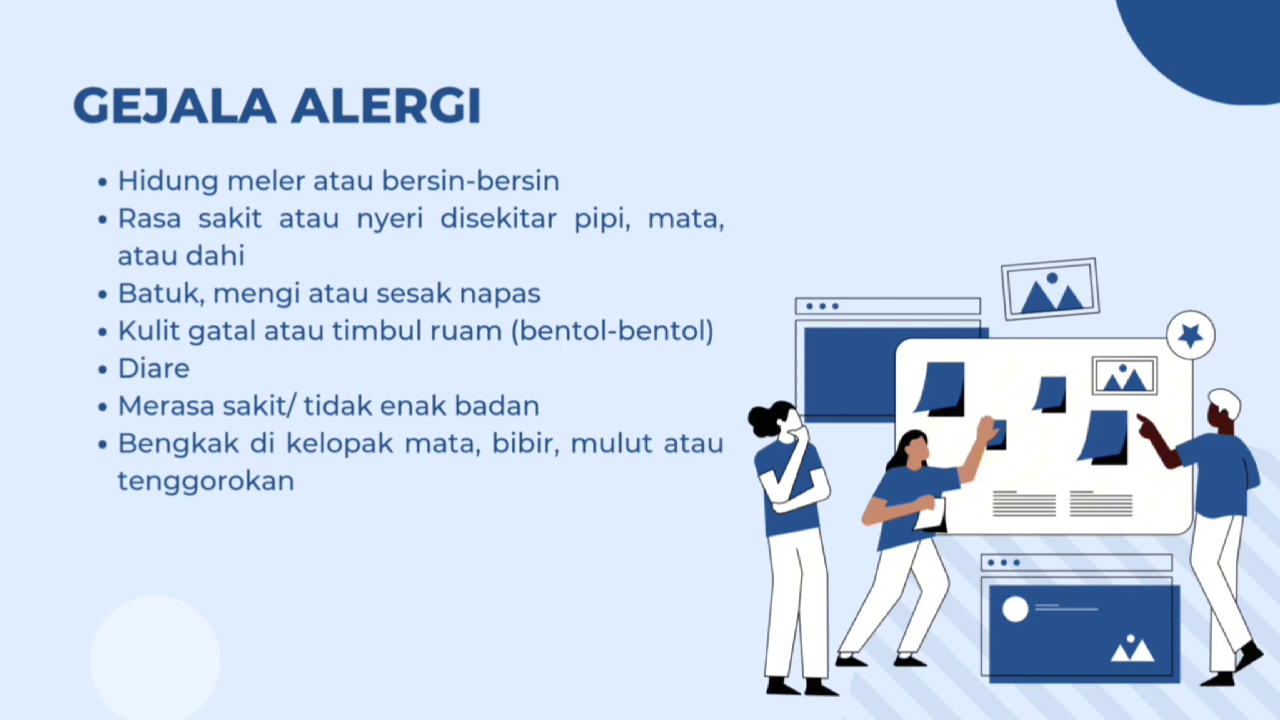 GEJALA ALERGI
• Hidung meler atau bersin-bersin
• Rasa sakit atau nyeri disekitar pipi, mata,
atau dahi
• Batuk, mengi atau sesak napas
• Kulit gatal atau timbul ruam (bentol-bentol)
• Diare
• Merasa sakit/ tidak enak badan
• Bengkak di kelopak mata, bibir, mulut atau
tenggorokan